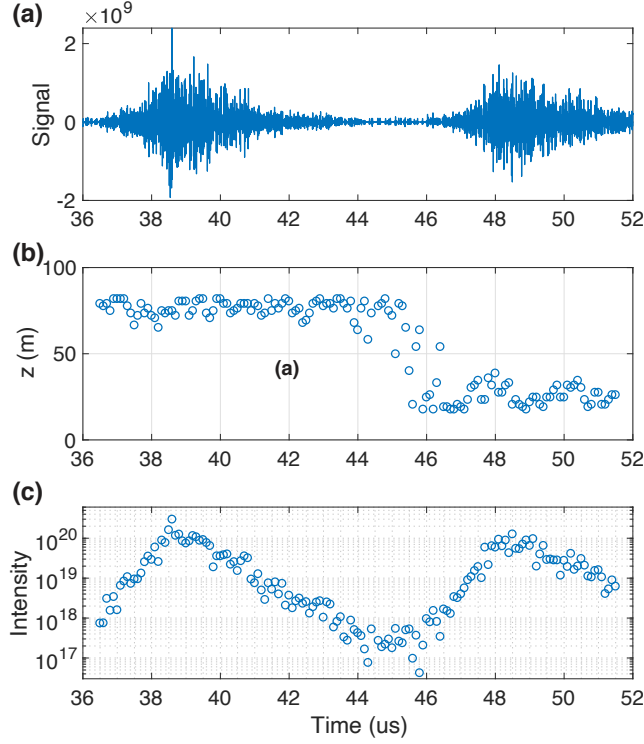 (a)
×10⁹
2
0
-2
Signal
36 38 40 42 44 46 48 50 52
(b)
100
50
0
z (m)
(a)
36 38 40 42 44 46 48 50 52
(c)
10²⁰
10¹⁹
10¹⁸
10¹⁷
Intensity
36 38 40 42 44 46 48 50 52
Time (us)